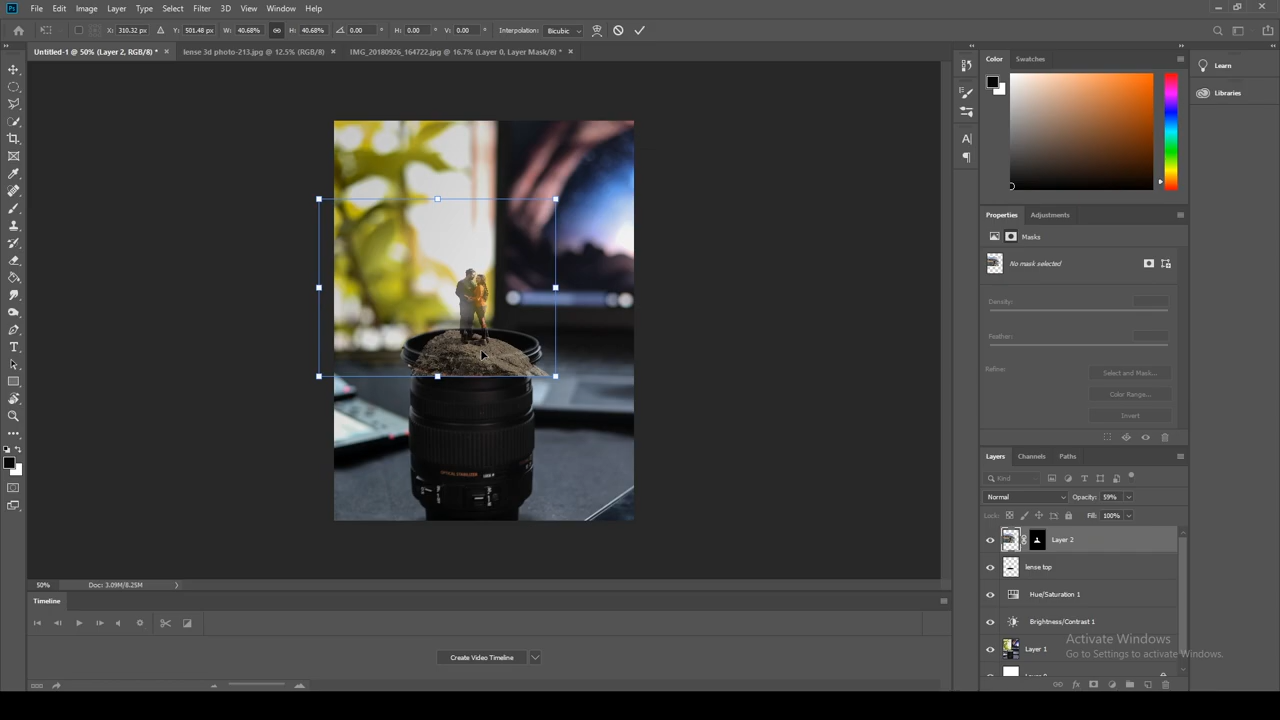 Ps File Edit Image Layer Type Select Filter 3D View Window Help
X: 310.32 px Y: 501.48 px W: 40.68% H: 40.68% 0.00 ° H: 0.00 ° V: 0.00 ° Interpolation: Bicubic
Untitled-1 @ 50% (Layer 2, RGB/8) * × lense 3d photo-213.jpg @ 12.5% (RGB/8) × IMG_20180926_164722.jpg @ 16.7% (Layer 0, Layer Mask/8) * ×
Color Swatches
Learn
Libraries
Properties Adjustments
Masks
No mask selected
Density:
Feather:
Refine: Select and Mask...
Color Range...
Invert
Layers Channels Paths
Kind
Normal Opacity: 59%
Lock: Fill: 100%
Layer 2
lense top
Hue/Saturation 1
Brightness/Contrast 1
Layer 1
OPTICAL STABILIZER
50% Doc: 3.09M/8.25M
Timeline
Create Video Timeline
Activate Windows
Go to Settings to activate Windows.